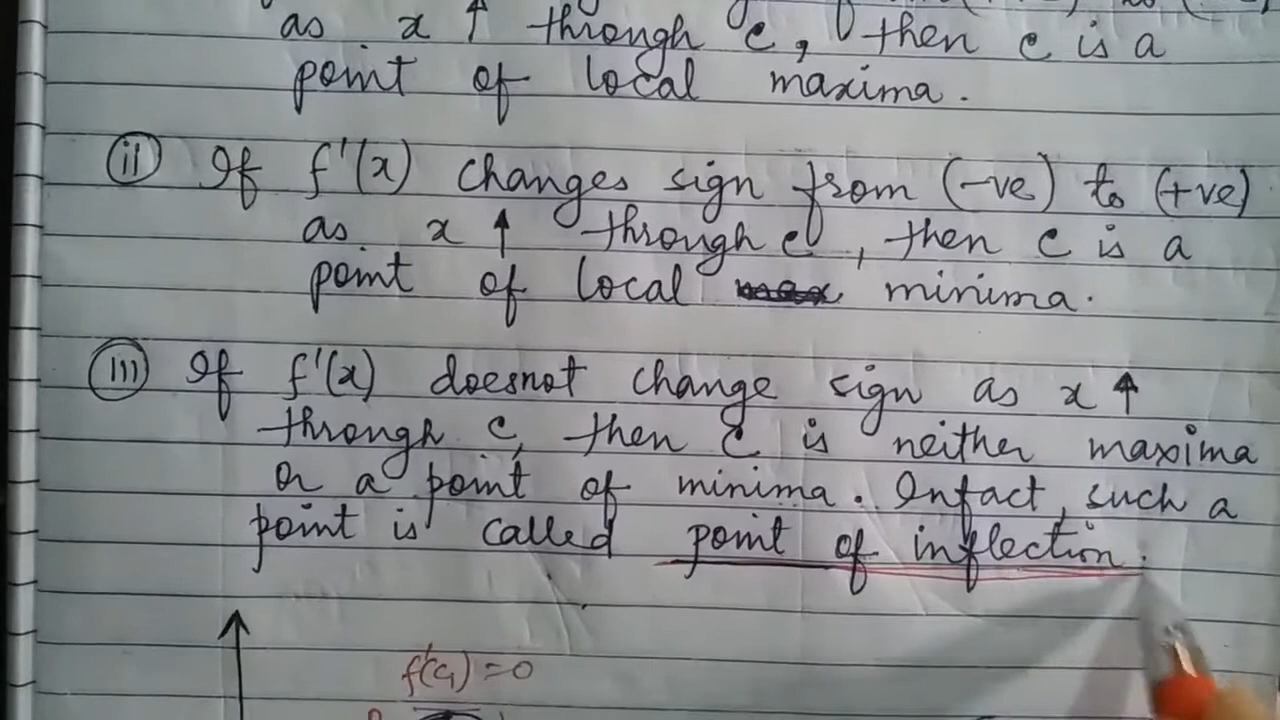 as x ↑ through c, then c is a
point of local maxima.
(ii) If f'(x) changes sign from (-ve) to (+ve)
as x ↑ through c, then c is a
point of local minima.
(iii) If f'(x) doesnot change sign as x ↑
through c, then c is neither maxima
or a point of minima. Infact, such a
point is called point of inflection.
f'(c₁) = 0